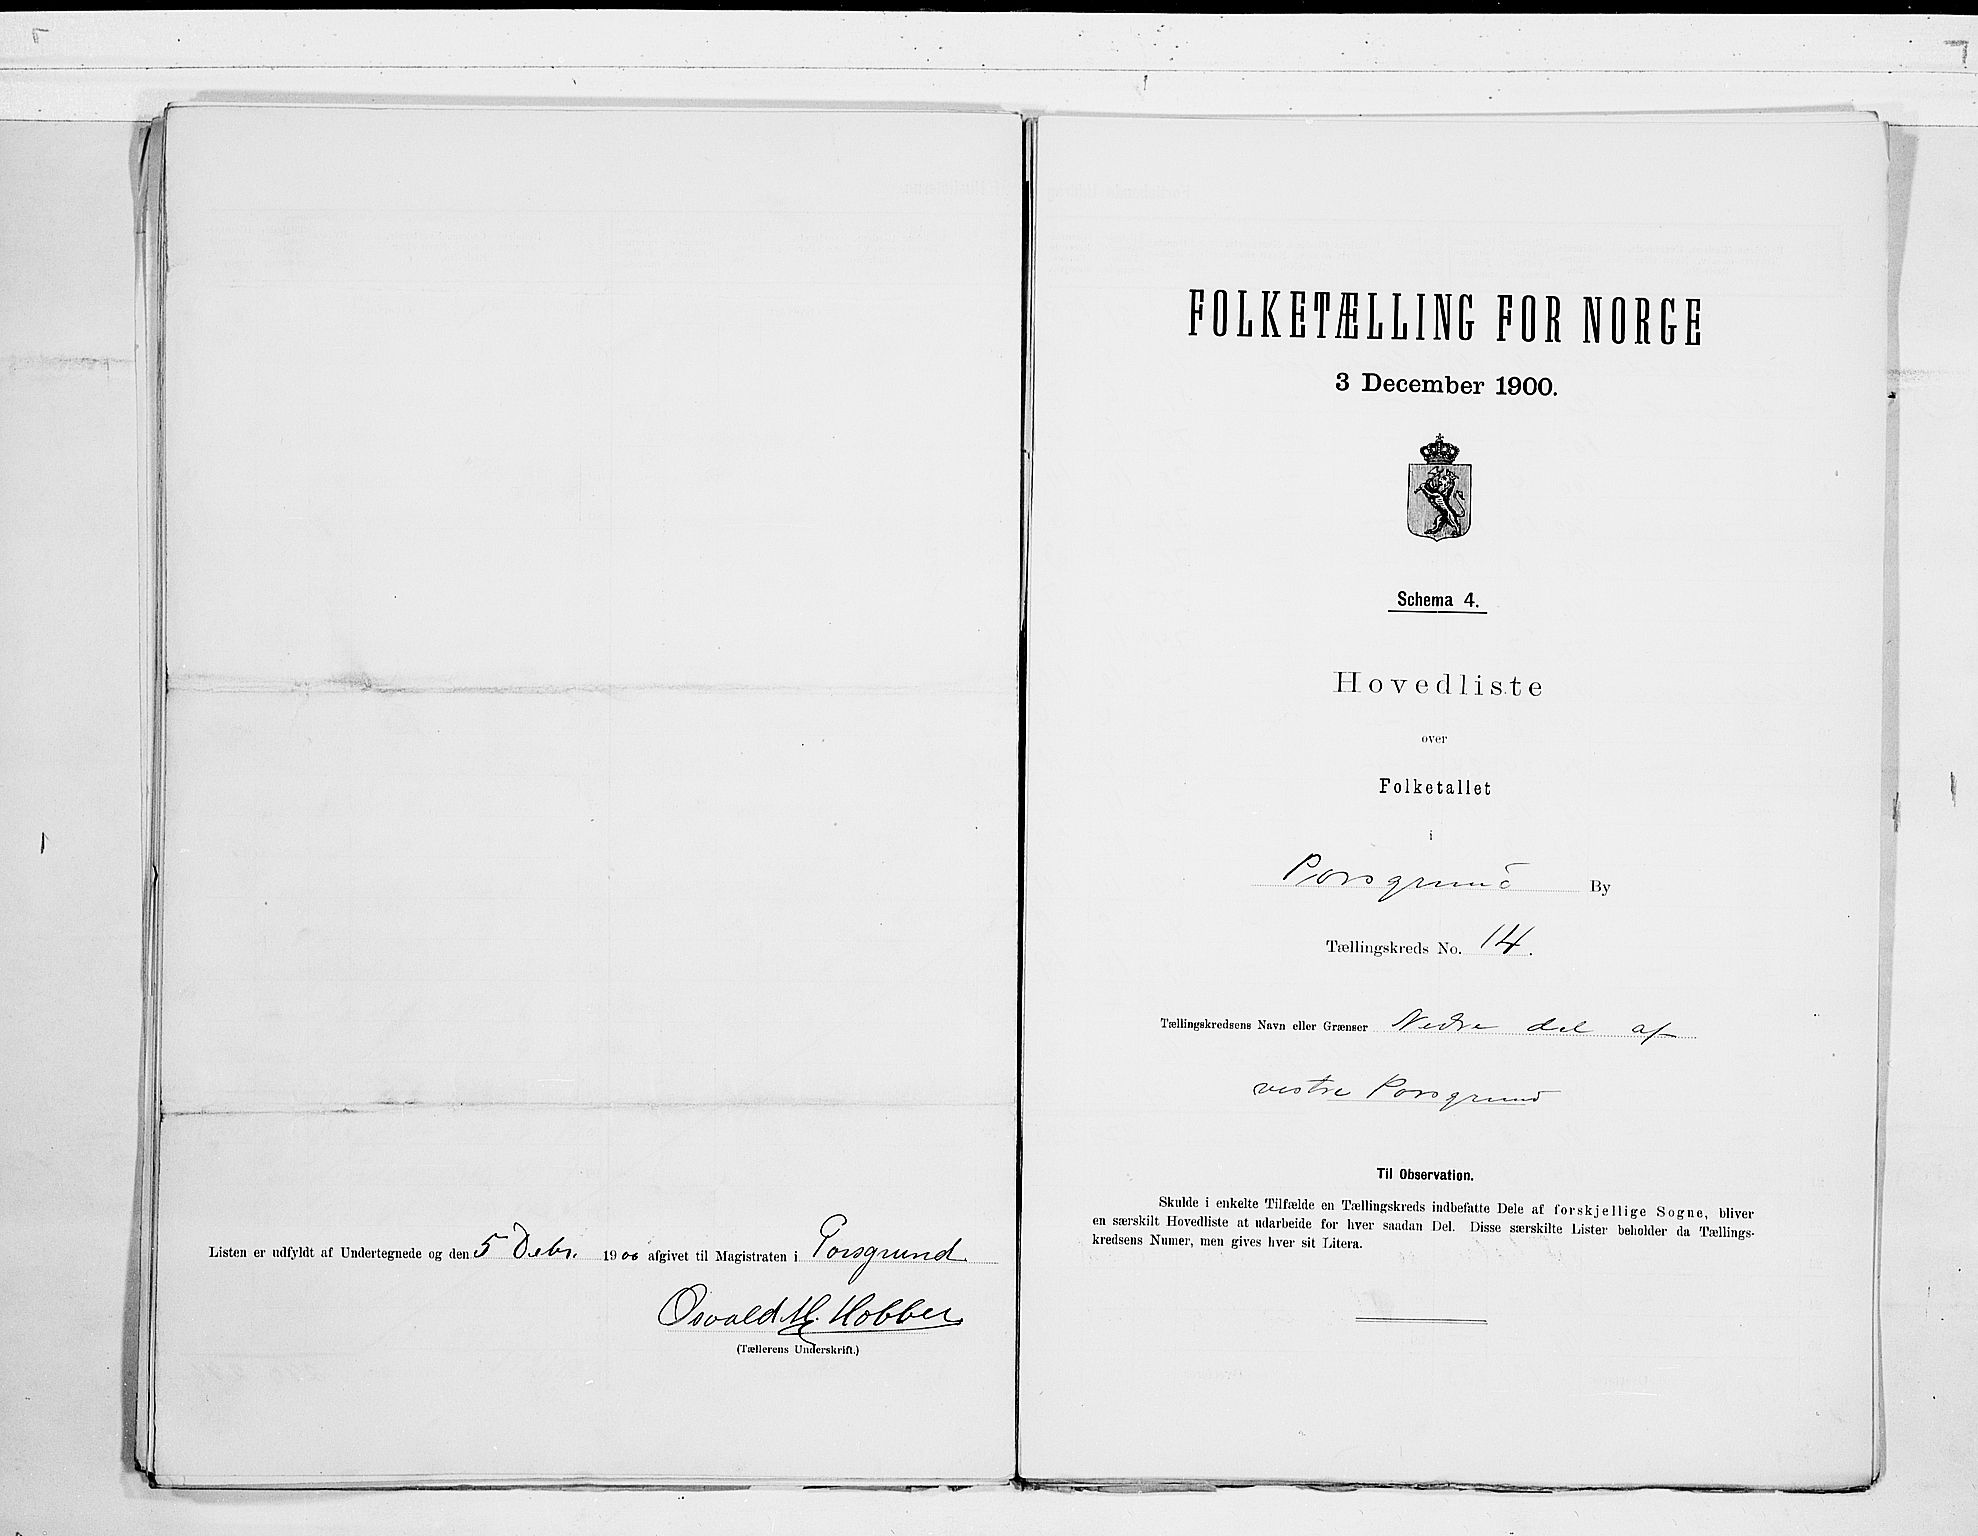 Listen er udfyldt af Undertegnede og den 5 Debr. 1900 afgivet til Magistraten i Porsgrund
Osvald M. Hobber
(Tællerens Underskrift.)
FOLKETÆLLING FOR NORGE
3 December 1900.
Schema 4.
Hovedliste
over
Folketallet
i
Porsgrund By
Tællingskreds No. 14.
Tællingskredsens Navn eller Grænser Nedre del af
vestre Porsgrund
Til Observation.
Skulde i enkelte Tilfælde en Tællingskreds indbefatte Dele af forskjellige Sogne, bliver
en særskilt Hovedliste at udarbeide for hver saadan Del. Disse særskilte Lister beholder da Tællings-
kredsens Numer, men gives hver sit Litera.